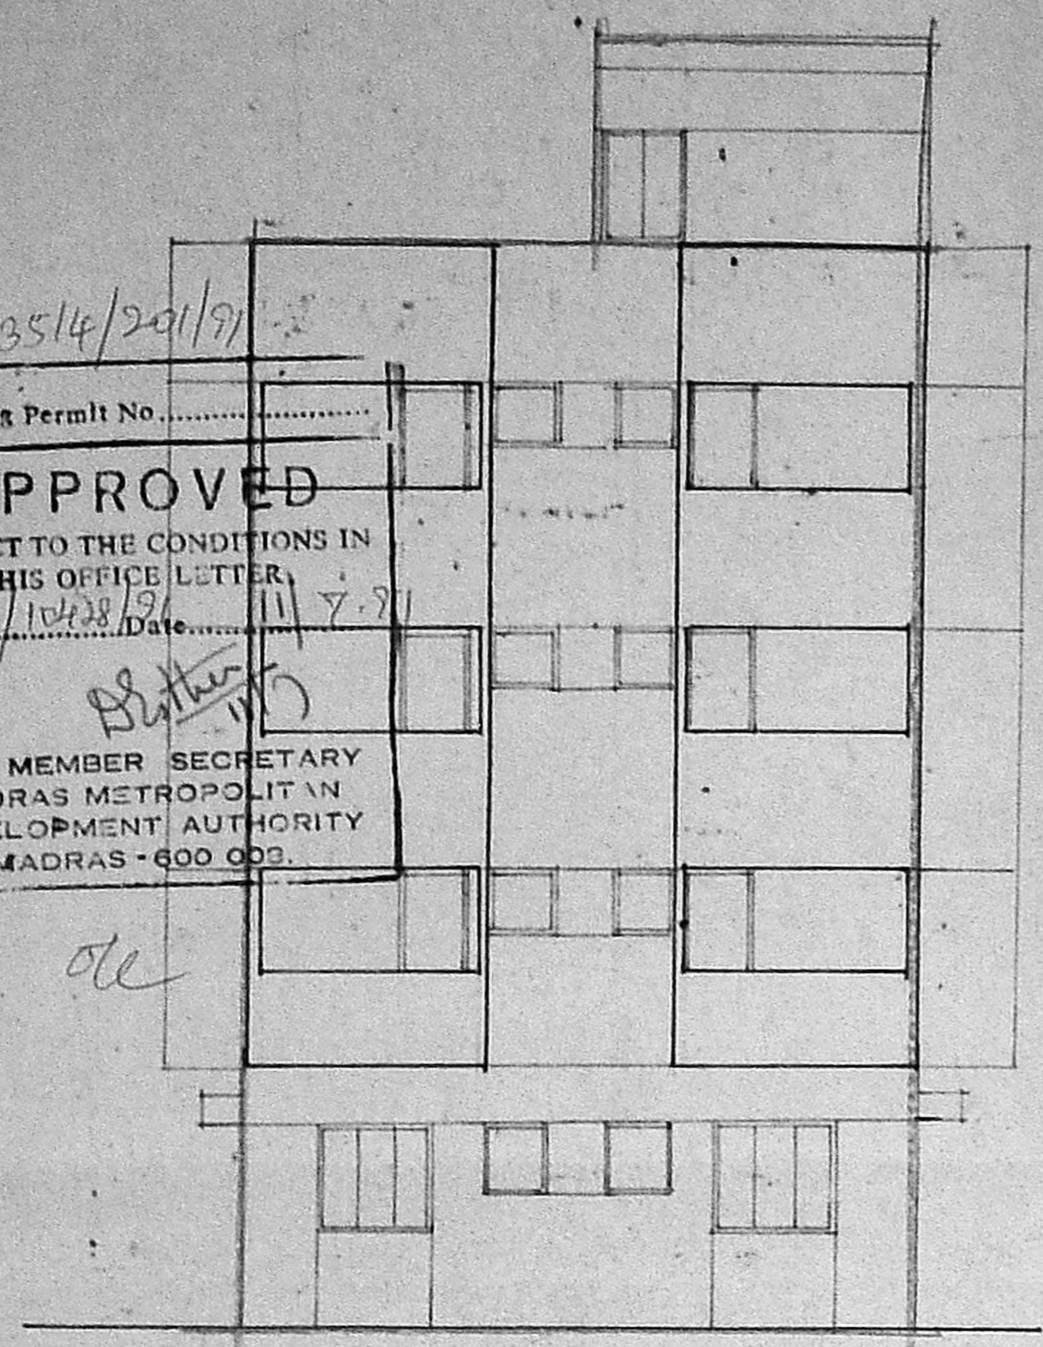 3514/201/91
g Permit No....................
PPROVED
CT TO THE CONDITIONS IN
HIS OFFICE LETTER
/10428/91 Date........11/7.91
MEMBER SECRETARY
DRAS METROPOLITAN
ELOPMENT AUTHORITY
MADRAS - 600 008.